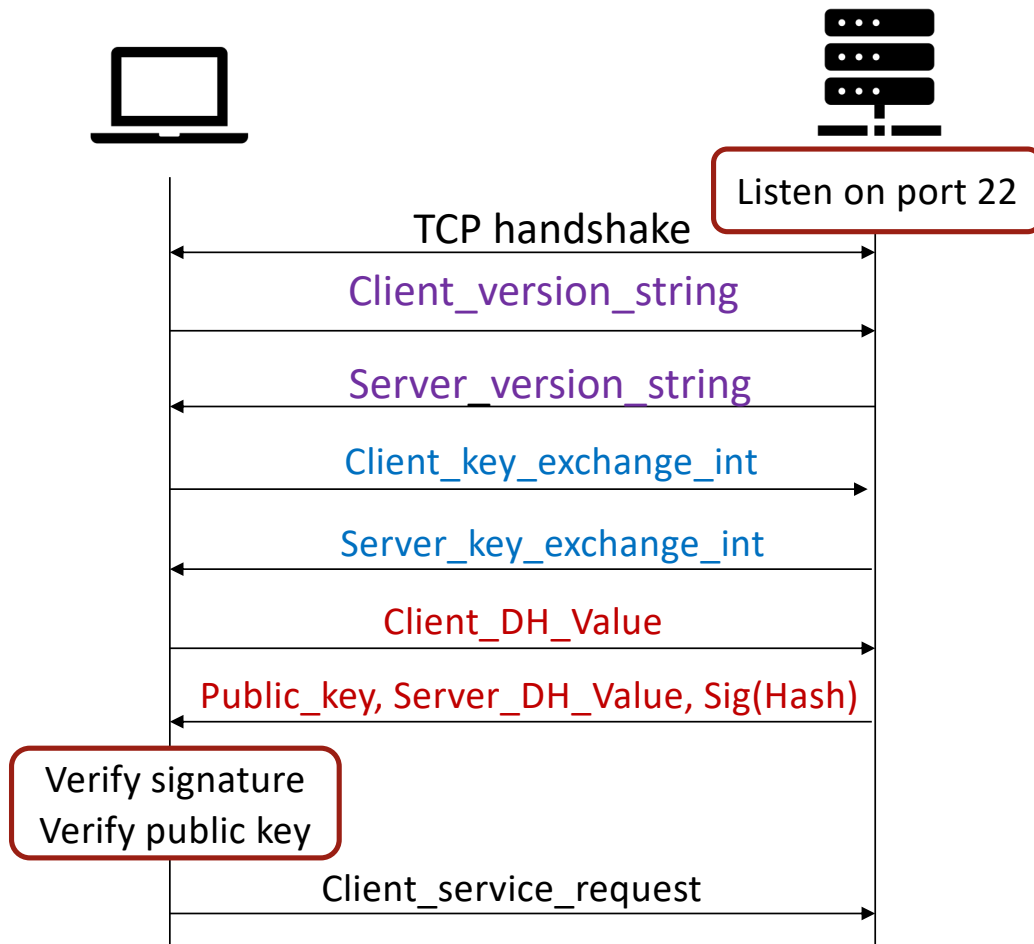 Listen on port 22
TCP handshake
Client_version_string
Server_version_string
Client_key_exchange_int
Server_key_exchange_int
Client_DH_Value
Public_key, Server_DH_Value, Sig(Hash)
Verify signature
Verify public key
Client_service_request